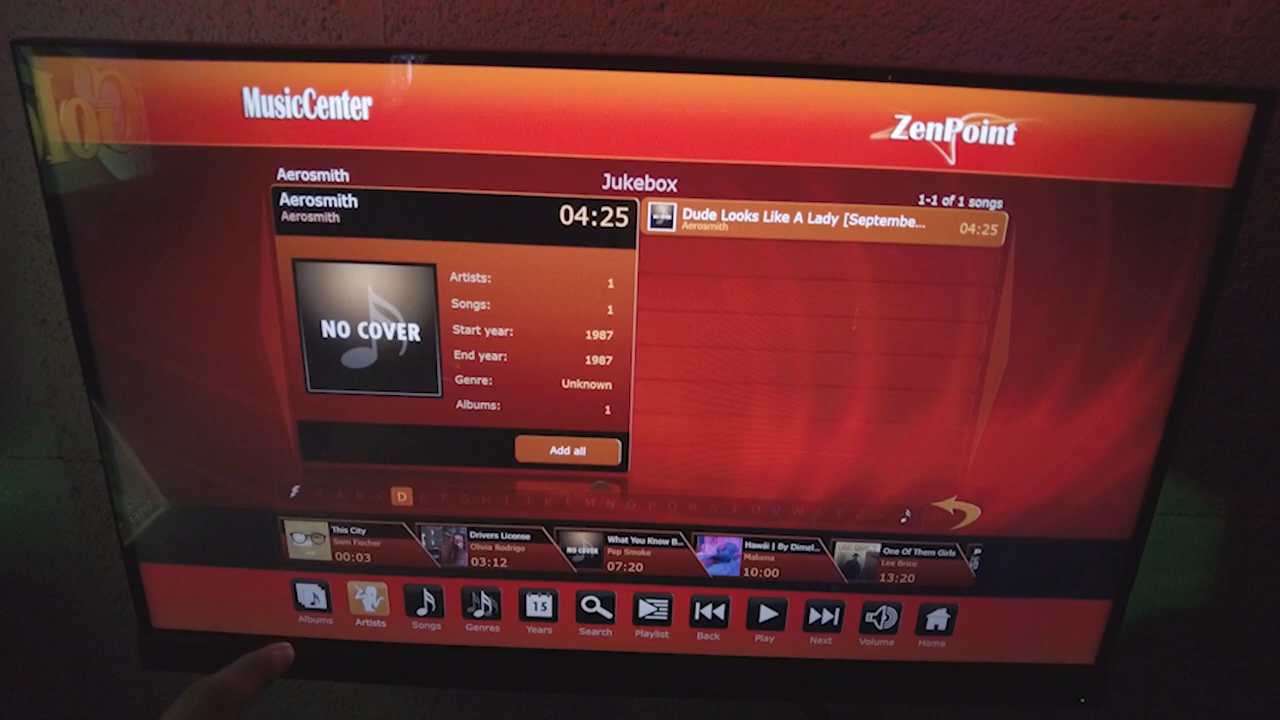 MusicCenter
ZenPoint
Aerosmith
Jukebox
1-1 of 1 songs
Aerosmith
Aerosmith
04:25
Dude Looks Like A Lady [Septembe...
Aerosmith
04:25
NO COVER
Artists: 1
Songs: 1
Start year: 1987
End year: 1987
Genre: Unknown
Albums: 1
Add all
D
This City
Sam Fischer
00:03
Drivers License
Olivia Rodrigo
03:12
NO COVER
What You Know B...
Pop Smoke
07:20
Hawái | By Dimel...
Maluma
10:00
One Of Them Girls
Lee Brice
13:20
Albums
Artists
Songs
Genres
15
Years
Search
Playlist
Back
Play
Next
Volume
Home